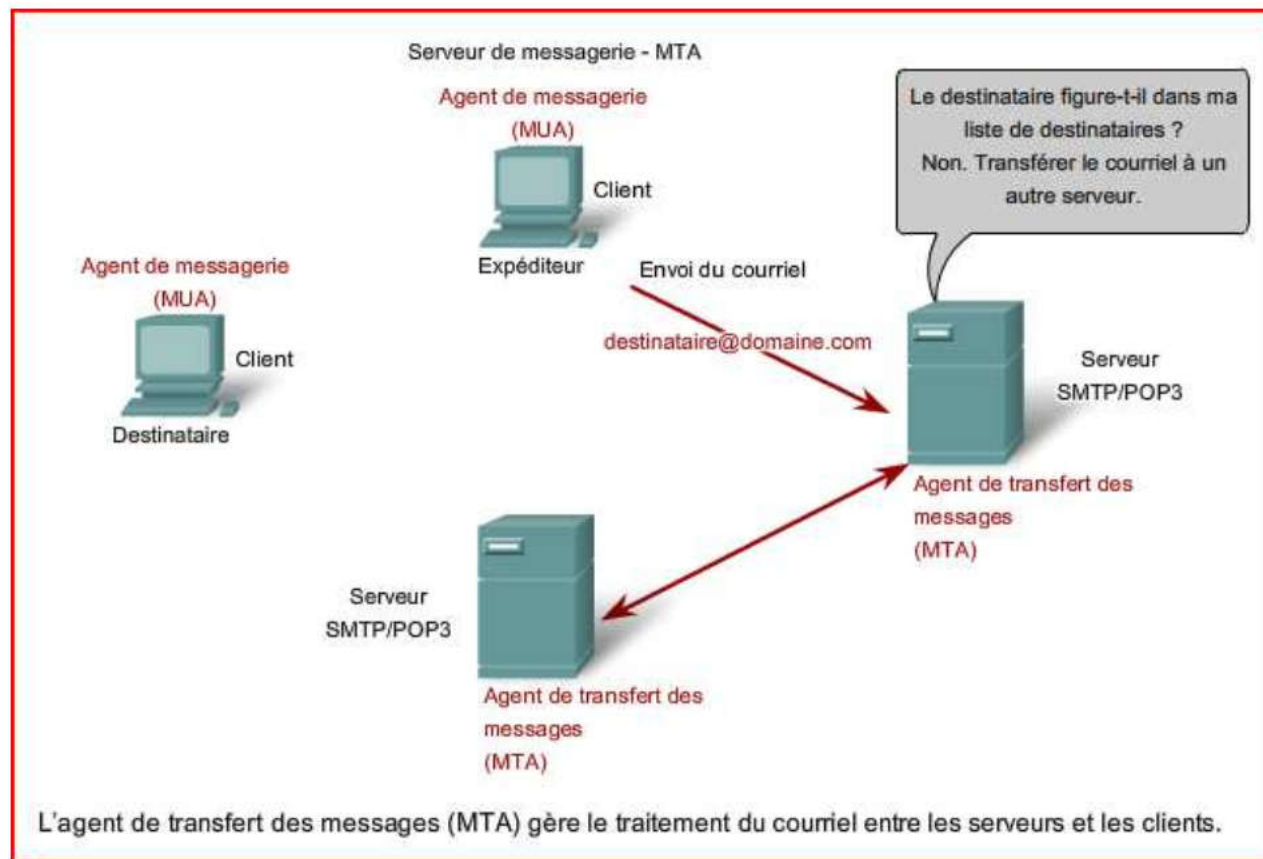 Serveur de messagerie - MTA
Agent de messagerie
(MUA)
Client
Expéditeur
Le destinataire figure-t-il dans ma
liste de destinataires ?
Non. Transférer le courriel à un
autre serveur.
Agent de messagerie
(MUA)
Client
Destinataire
Envoi du courriel
destinataire@domaine.com
Serveur
SMTP/POP3
Agent de transfert des
messages
(MTA)
Serveur
SMTP/POP3
Agent de transfert des
messages
(MTA)
L'agent de transfert des messages (MTA) gère le traitement du courriel entre les serveurs et les clients.